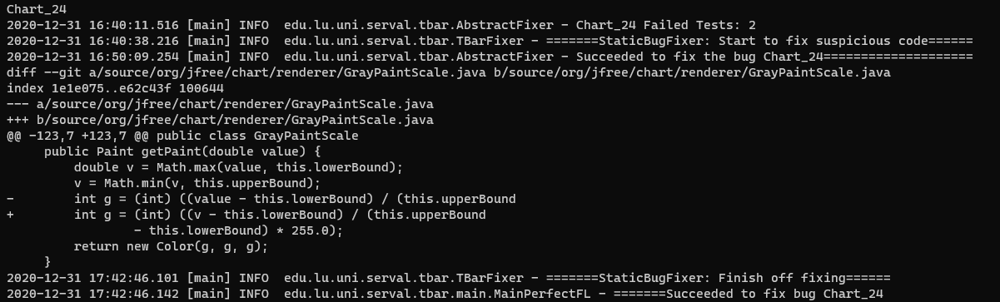 Chart_24
2020-12-31 16:40:11.516 [main] INFO  edu.lu.uni.serval.tbar.AbstractFixer - Chart_24 Failed Tests: 2
2020-12-31 16:40:38.216 [main] INFO  edu.lu.uni.serval.tbar.TBarFixer - =======StaticBugFixer: Start to fix suspicious code======
2020-12-31 16:50:09.254 [main] INFO  edu.lu.uni.serval.tbar.AbstractFixer - Succeeded to fix the bug Chart_24====================
diff --git a/source/org/jfree/chart/renderer/GrayPaintScale.java b/source/org/jfree/chart/renderer/GrayPaintScale.java
index 1e1e075..e62c43f 100644
--- a/source/org/jfree/chart/renderer/GrayPaintScale.java
+++ b/source/org/jfree/chart/renderer/GrayPaintScale.java
@@ -123,7 +123,7 @@ public class GrayPaintScale
     public Paint getPaint(double value) {
         double v = Math.max(value, this.lowerBound);
         v = Math.min(v, this.upperBound);
-        int g = (int) ((value - this.lowerBound) / (this.upperBound
+        int g = (int) ((v - this.lowerBound) / (this.upperBound
                 - this.lowerBound) * 255.0);
         return new Color(g, g, g);
     }
2020-12-31 17:42:46.101 [main] INFO  edu.lu.uni.serval.tbar.TBarFixer - =======StaticBugFixer: Finish off fixing======
2020-12-31 17:42:46.142 [main] INFO  edu.lu.uni.serval.tbar.main.MainPerfectFL - =======Succeeded to fix bug Chart_24